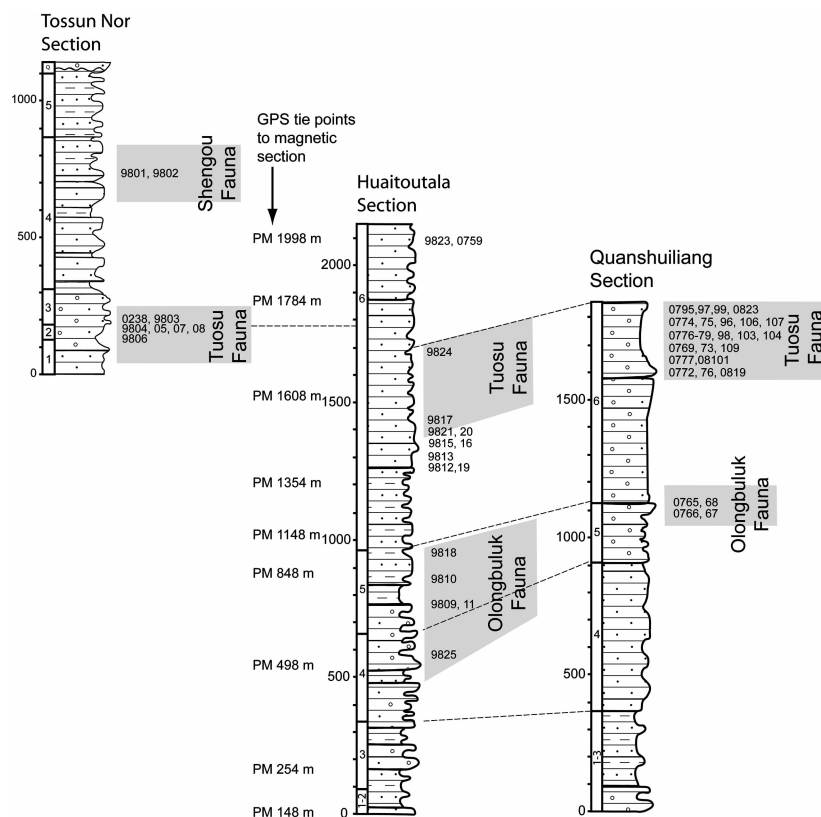 Tossun Nor
Section
Q
1000
5
500
4
3
2
1
0
9801, 9802
Shengou
Fauna
0238, 9803
9804, 05, 07, 08
9806
Tuosu
Fauna
GPS tie points
to magnetic
section
PM 1998 m
PM 1784 m
PM 1608 m
PM 1354 m
PM 1148 m
PM 848 m
PM 498 m
PM 254 m
PM 148 m
Huaitoutala
Section
2000
6
1500
1000
5
500
4
3
1-2
0
9823, 0759
9824
9817
9821, 20
9815, 16
9813
9812,19
Tuosu
Fauna
9818
9810
9809, 11
9825
Olongbuluk
Fauna
Quanshuiliang
Section
1500
6
1000
5
4
500
1-3
0
0795,97,99, 0823
0774, 75, 96, 106, 107
0776-79, 98, 103, 104
0769, 73, 109
0777,08101
0772, 76, 0819
Tuosu
Fauna
0765, 68
0766, 67
Olongbuluk
Fauna